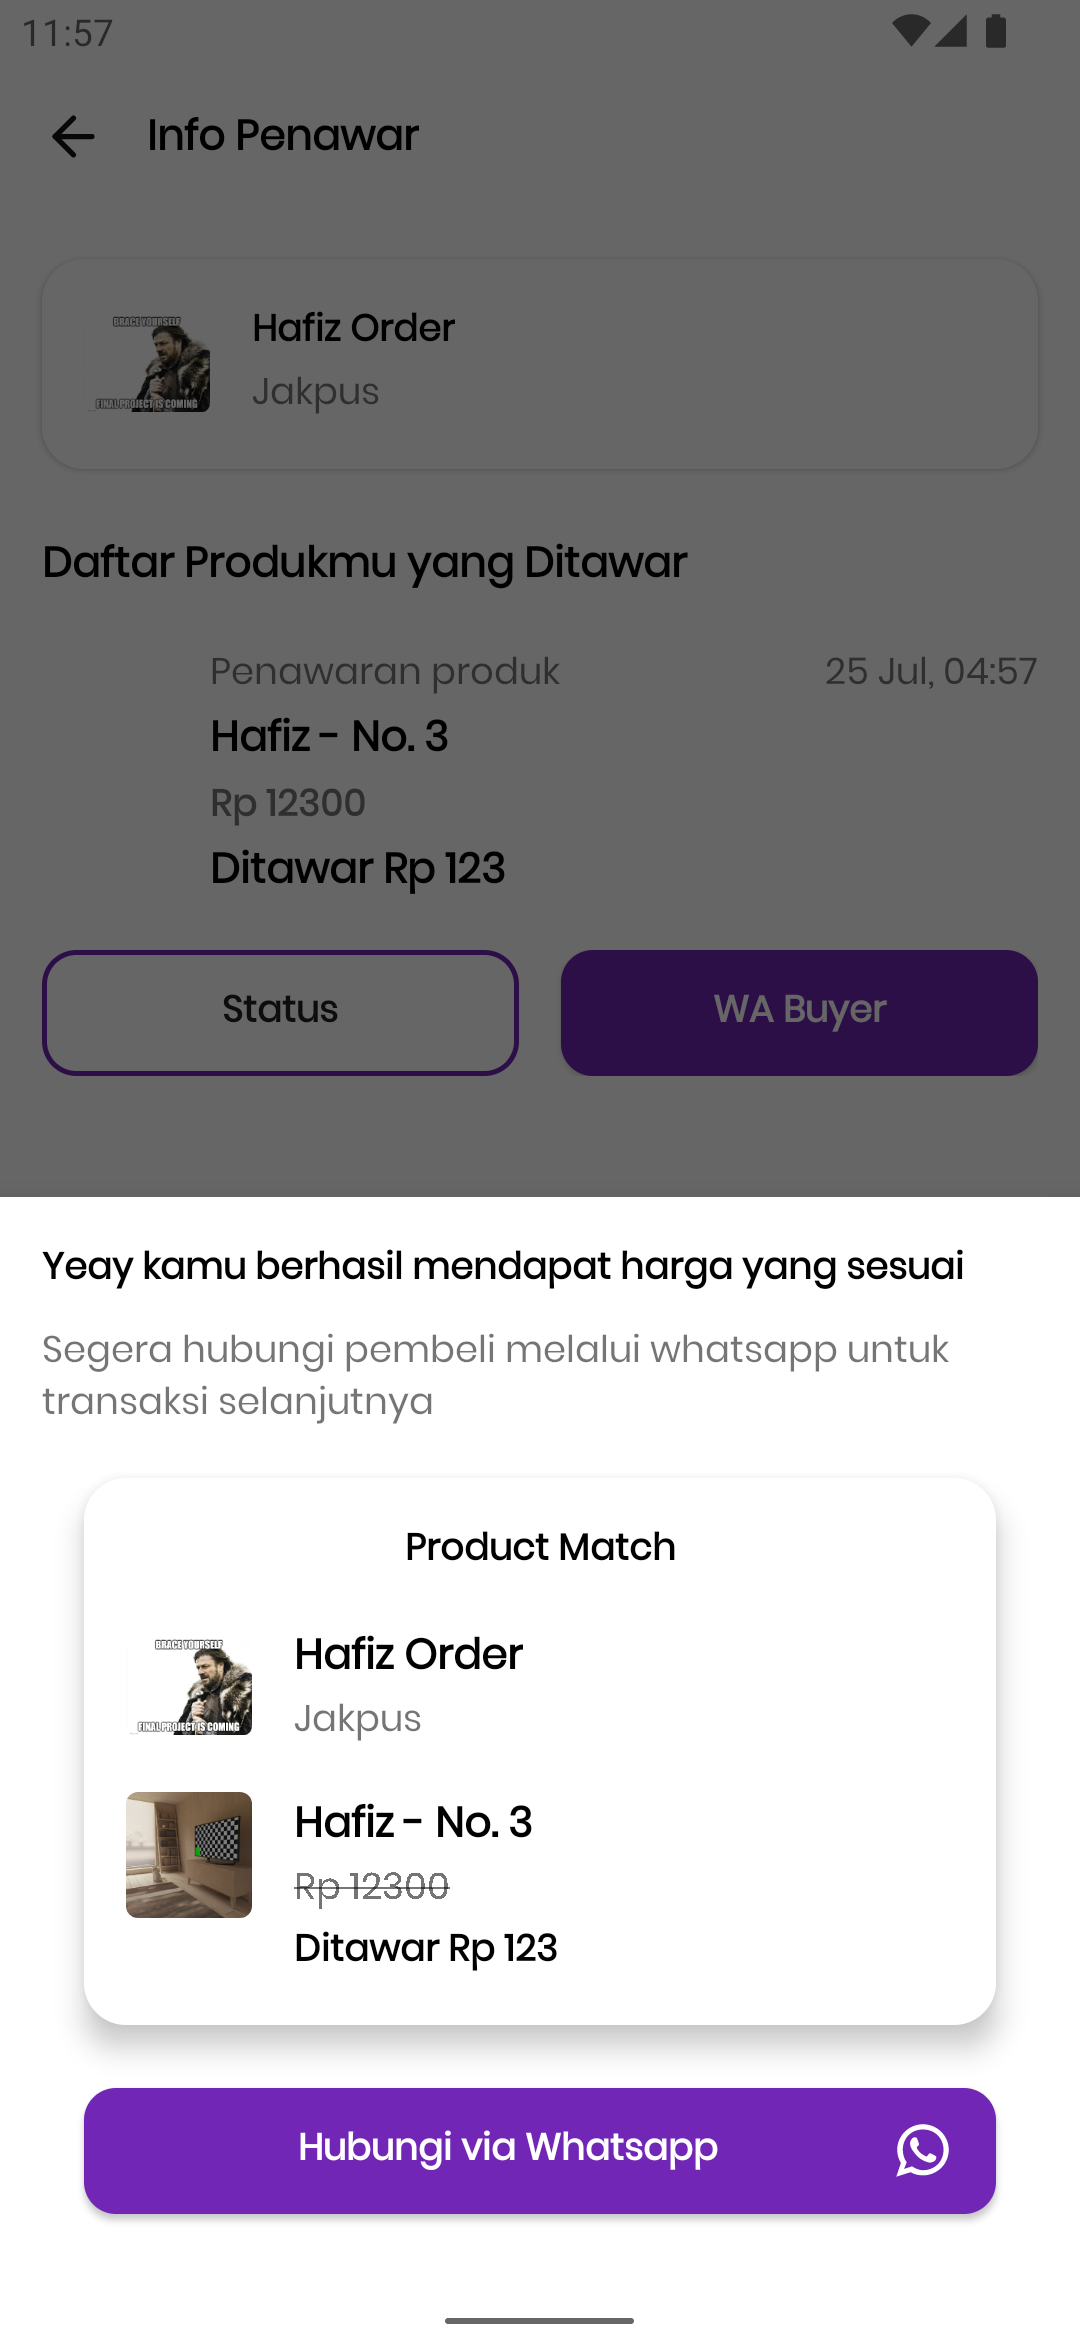 11:57
Info Penawar
BRACE YOURSELF
FINAL PROJECT IS COMING
Hafiz Order
Jakpus
Daftar Produkmu yang Ditawar
Penawaran produk 25 Jul, 04:57
Hafiz - No. 3
Rp 12300
Ditawar Rp 123
Status WA Buyer
Yeay kamu berhasil mendapat harga yang sesuai
Segera hubungi pembeli melalui whatsapp untuk
transaksi selanjutnya
Product Match
BRACE YOURSELF
FINAL PROJECT IS COMING
Hafiz Order
Jakpus
Hafiz - No. 3
Rp 12300
Ditawar Rp 123
Hubungi via Whatsapp